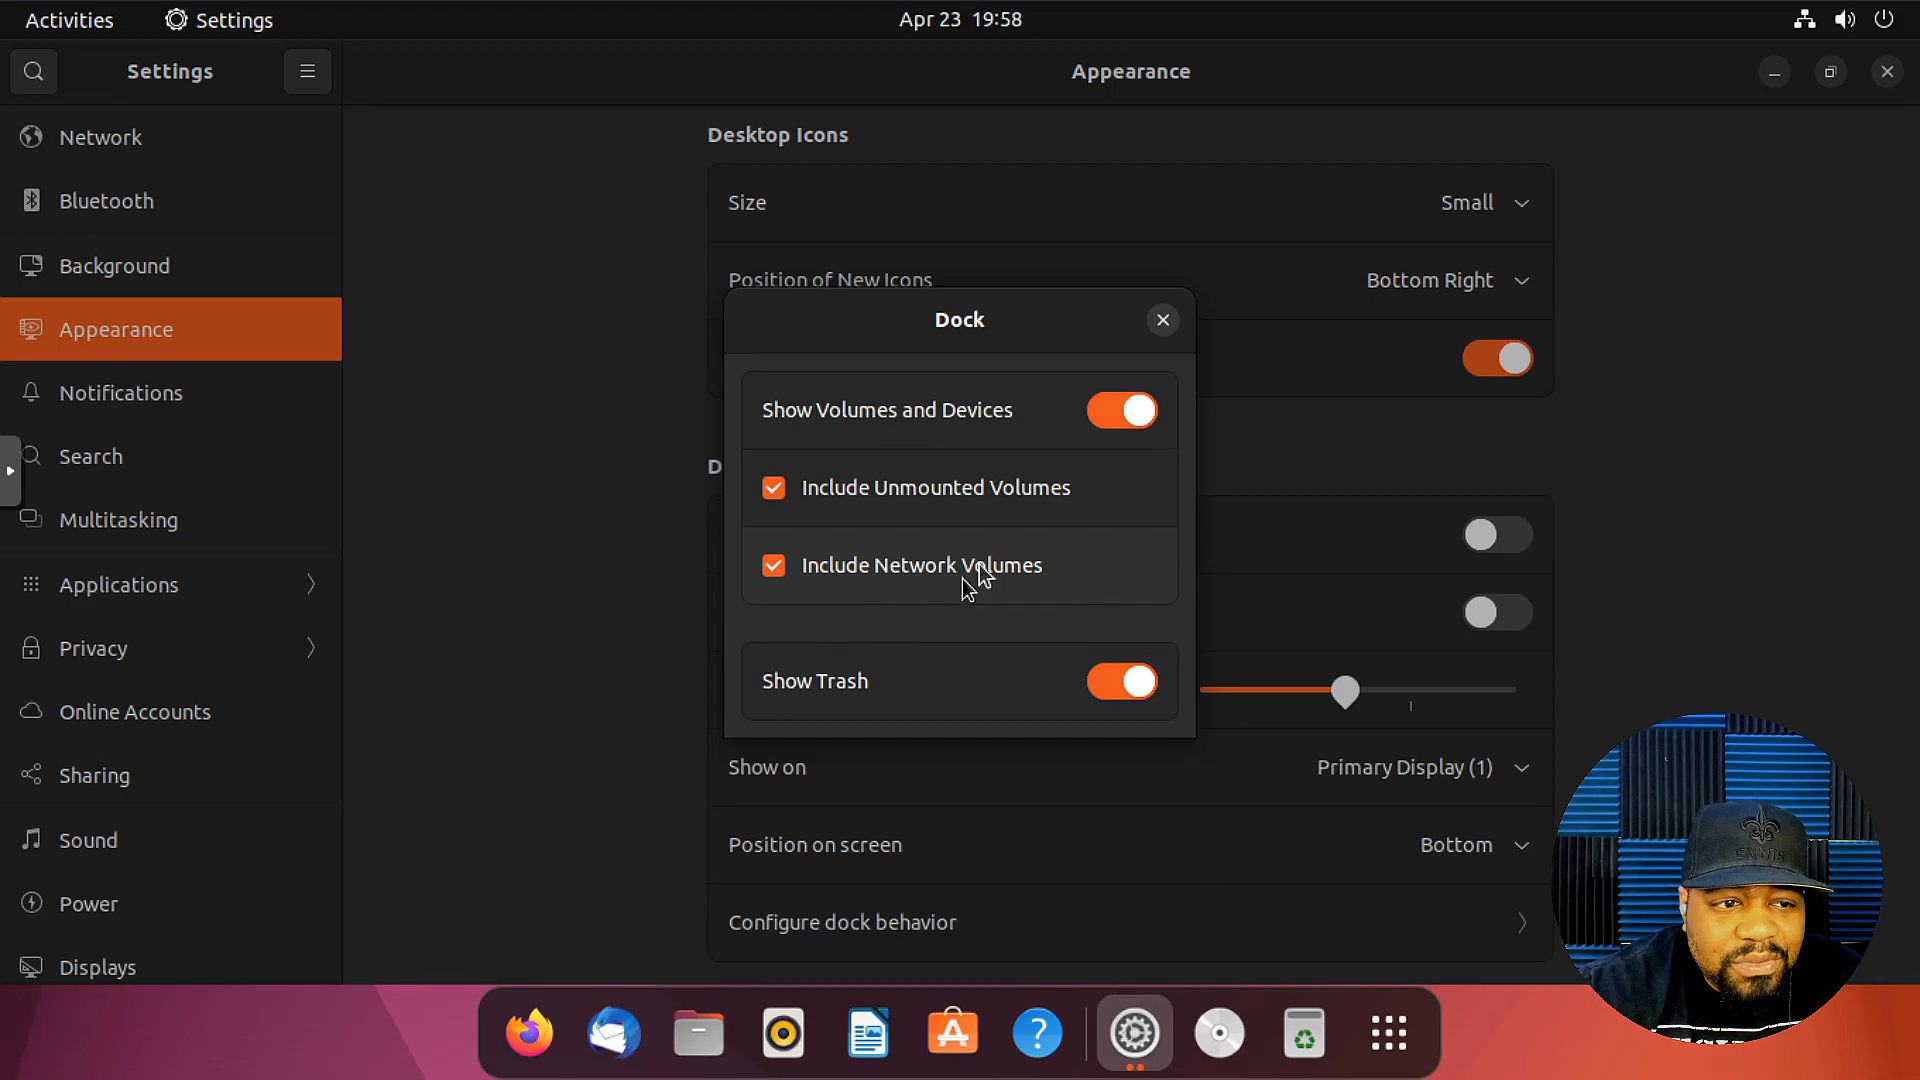 Activities
Settings
Apr 23 19:58
Settings
Appearance
Network
Bluetooth
Background
Appearance
Notifications
Search
Multitasking
Applications
Privacy
Online Accounts
Sharing
Sound
Power
Displays
Desktop Icons
Size
Small
Position of New Icons
Bottom Right
D
Dock
Show Volumes and Devices
Include Unmounted Volumes
Include Network Volumes
Show Trash
Show on
Primary Display (1)
Position on screen
Bottom
Configure dock behavior
SAINTS